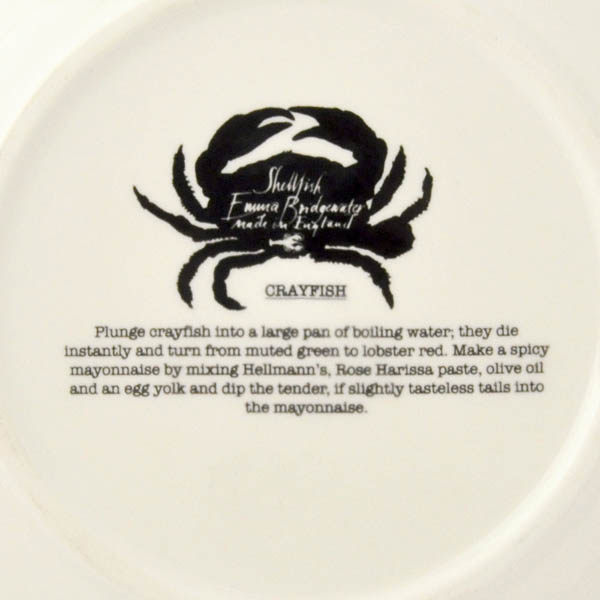 Shellfish
Emma Bridgewater
made in England
CRAYFISH
Plunge crayfish into a large pan of boiling water; they die
instantly and turn from muted green to lobster red. Make a spicy
mayonnaise by mixing Hellmann's, Rose Harissa paste, olive oil
and an egg yolk and dip the tender, if slightly tasteless tails into
the mayonnaise.